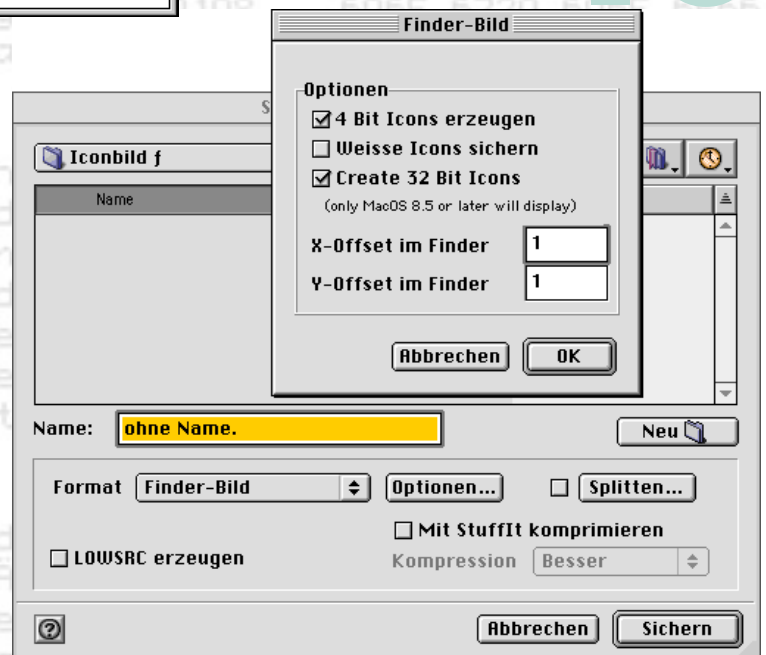 Finder-Bild
Optionen
4 Bit Icons erzeugen
Weisse Icons sichern
Create 32 Bit Icons
(only MacOS 8.5 or later will display)
X-Offset im Finder 1
Y-Offset im Finder 1
Abbrechen OK
S
Iconbild ƒ
Name
Name: ohne Name.
Neu
Format Finder-Bild Optionen... Splitten...
Mit StuffIt komprimieren
LOWSRC erzeugen
Kompression Besser
? Abbrechen Sichern